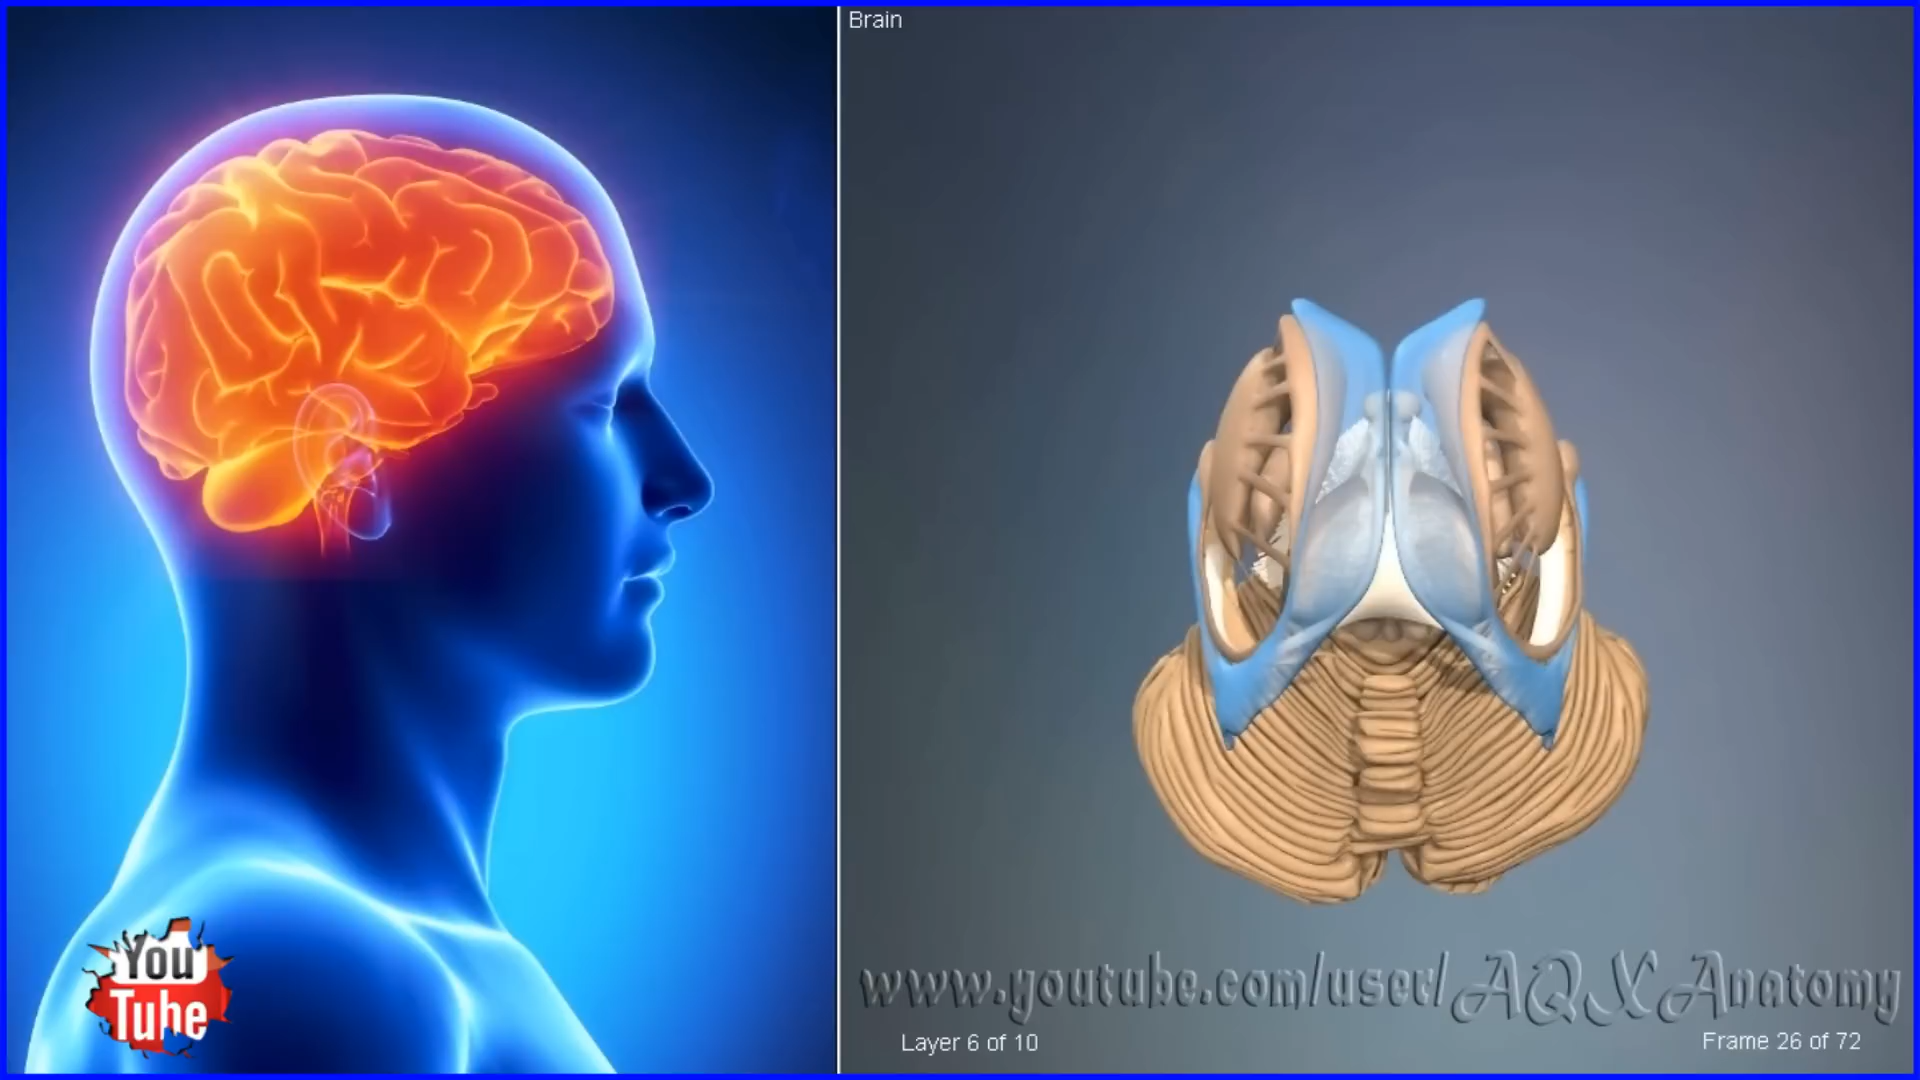 Brain
You
Tube
www.youtube.com/user/AQXAnatomy
Layer 6 of 10
Frame 26 of 72